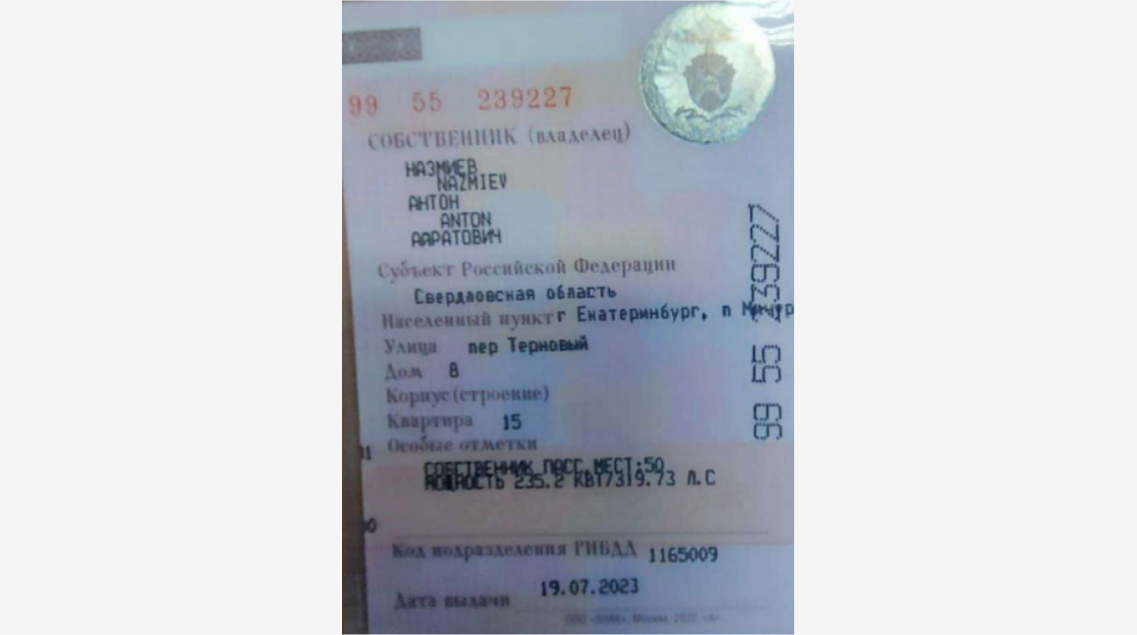 99 55 239227
СОБСТВЕННИК (владелец)
НАЗМИЕВ
NAZMIEV
АНТОН
ANTON
ААРАТОВИЧ
Субъект Российской Федерации
Свердловская область
Населенный пункт г Екатеринбург, п
Улица пер Терновый
Дом 8
Корпус (строение)
Квартира 15
Особые отметки
СОБСТВЕННИК ПАСС.МЕСТ:50
МОЩНОСТЬ 235.2 КВТ/319.73 Л.С
Код подразделения ГИБДД 1165009
Дата выдачи 19.07.2023
99 55 239227